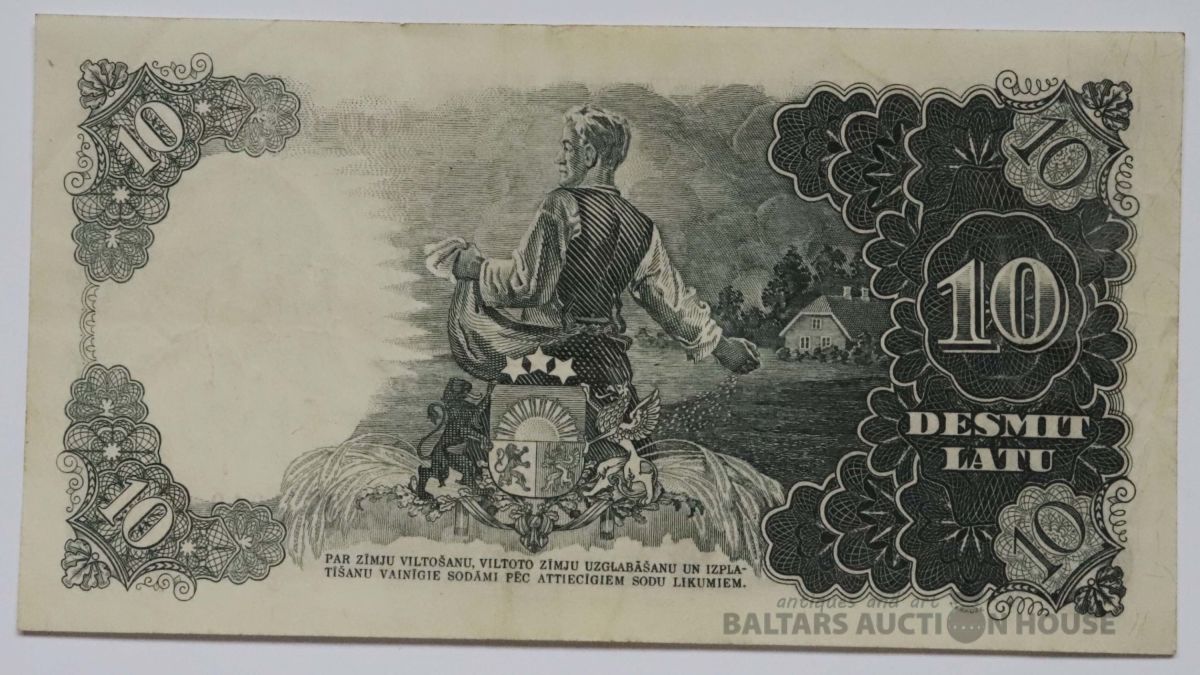 10
10
10
DESMIT
LATU
10
10
PAR ZĪMJU VILTOŠANU, VILTOTO ZĪMJU UZGLABĀŠANU UN IZPLA-
TĪŠANU VAINĪGIE SODĀMI PĒC ATTIECĪGIEM SODU LIKUMIEM.
antiques and art
BALTARS AUCTION HOUSE